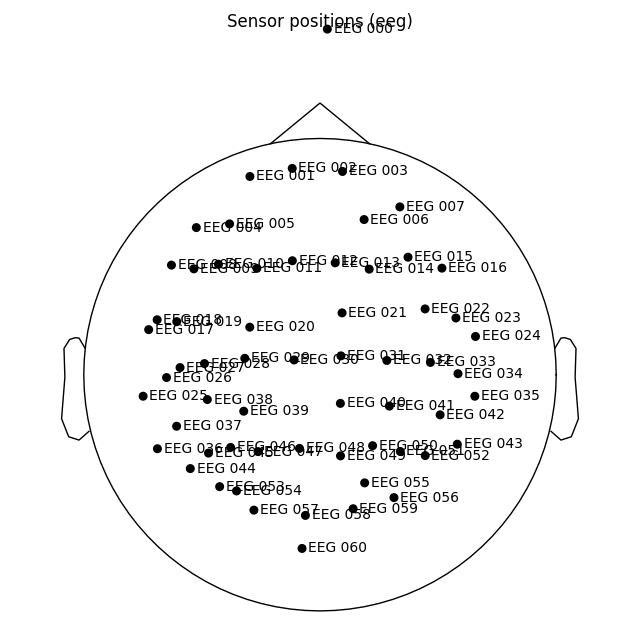 Sensor positions (eeg)
EEG 000
EEG 002
EEG 003
EEG 001
EEG 007
EEG 006
EEG 005
EEG 004
EEG 015
EEG 012
EEG 013
EEG 008
EEG 010
EEG 009
EEG 011
EEG 014
EEG 016
EEG 022
EEG 021
EEG 023
EEG 018
EEG 019
EEG 017
EEG 020
EEG 024
EEG 031
EEG 029
EEG 030
EEG 032
EEG 033
EEG 028
EEG 027
EEG 034
EEG 026
EEG 025
EEG 035
EEG 038
EEG 040
EEG 041
EEG 039
EEG 042
EEG 037
EEG 043
EEG 050
EEG 046
EEG 048
EEG 036
EEG 045
EEG 047
EEG 051
EEG 049
EEG 052
EEG 044
EEG 055
EEG 053
EEG 054
EEG 056
EEG 059
EEG 057
EEG 058
EEG 060